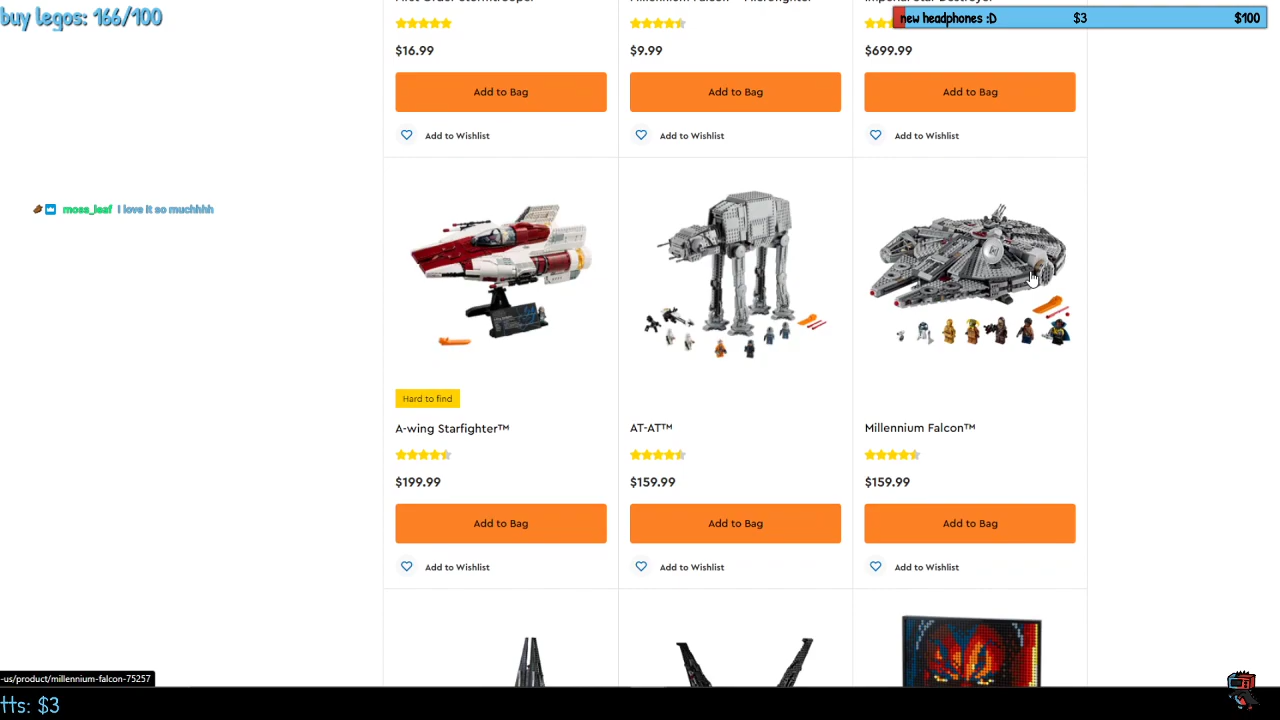 buy legos: 166/100
new headphones :D $3 $100
$16.99
$9.99
$699.99
Add to Bag
Add to Bag
Add to Bag
Add to Wishlist
Add to Wishlist
Add to Wishlist
moss_leaf I love it so muchhhh
Hard to find
A-wing Starfighter™
AT-AT™
Millennium Falcon™
$199.99
$159.99
$159.99
Add to Bag
Add to Bag
Add to Bag
Add to Wishlist
Add to Wishlist
Add to Wishlist
-us/product/millennium-falcon-75257
tts: $3